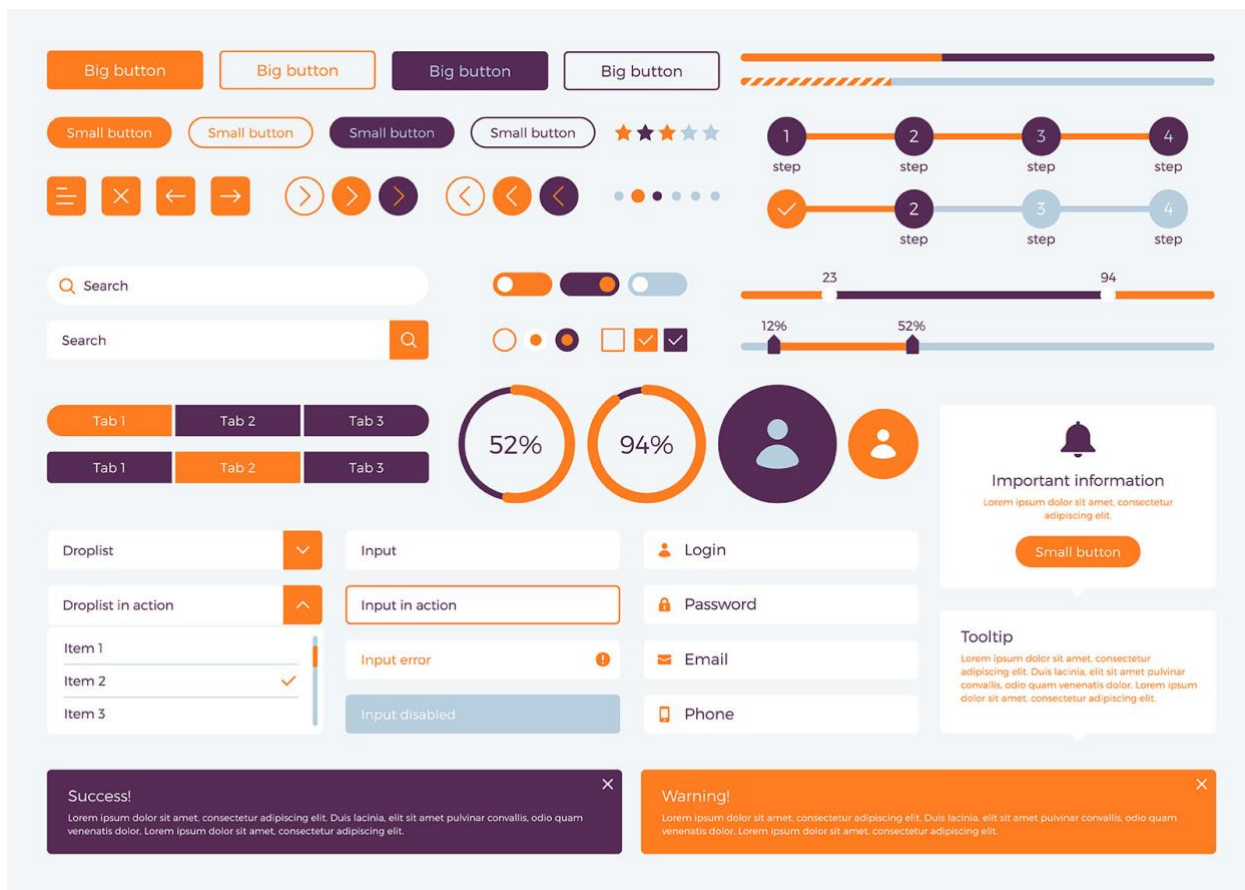 Big button
Big button
Big button
Big button
Small button
Small button
Small button
Small button
1
2
3
4
step
step
step
step
2
3
4
step
step
step
Search
23
94
Search
12%
52%
Tab 1
Tab 2
Tab 3
Tab 1
Tab 2
Tab 3
52%
94%
Important information
Lorem ipsum dolor sit amet, consectetur
adipiscing elit.
Small button
Droplist
Droplist in action
Item 1
Item 2
Item 3
Input
Input in action
Input error
Input disabled
Login
Password
Email
Phone
Tooltip
Lorem ipsum dolor sit amet, consectetur
adipiscing elit. Duis lacinia, elit sit amet pulvinar
convallis, odio quam venenatis dolor, Lorem ipsum
dolor sit amet, consectetur adipiscing elit.
Success!
Lorem ipsum dolor sit amet, consectetur adipiscing elit. Duis lacinia, elit sit amet pulvinar convallis, odio quam
venenatis dolor, Lorem ipsum dolor sit amet, consectetur adipiscing elit.
Warning!
Lorem ipsum dolor sit amet, consectetur adipiscing elit. Duis lacinia, elit sit amet pulvinar convallis, odio quam
venenatis dolor, Lorem ipsum dolor sit amet, consectetur adipiscing elit.